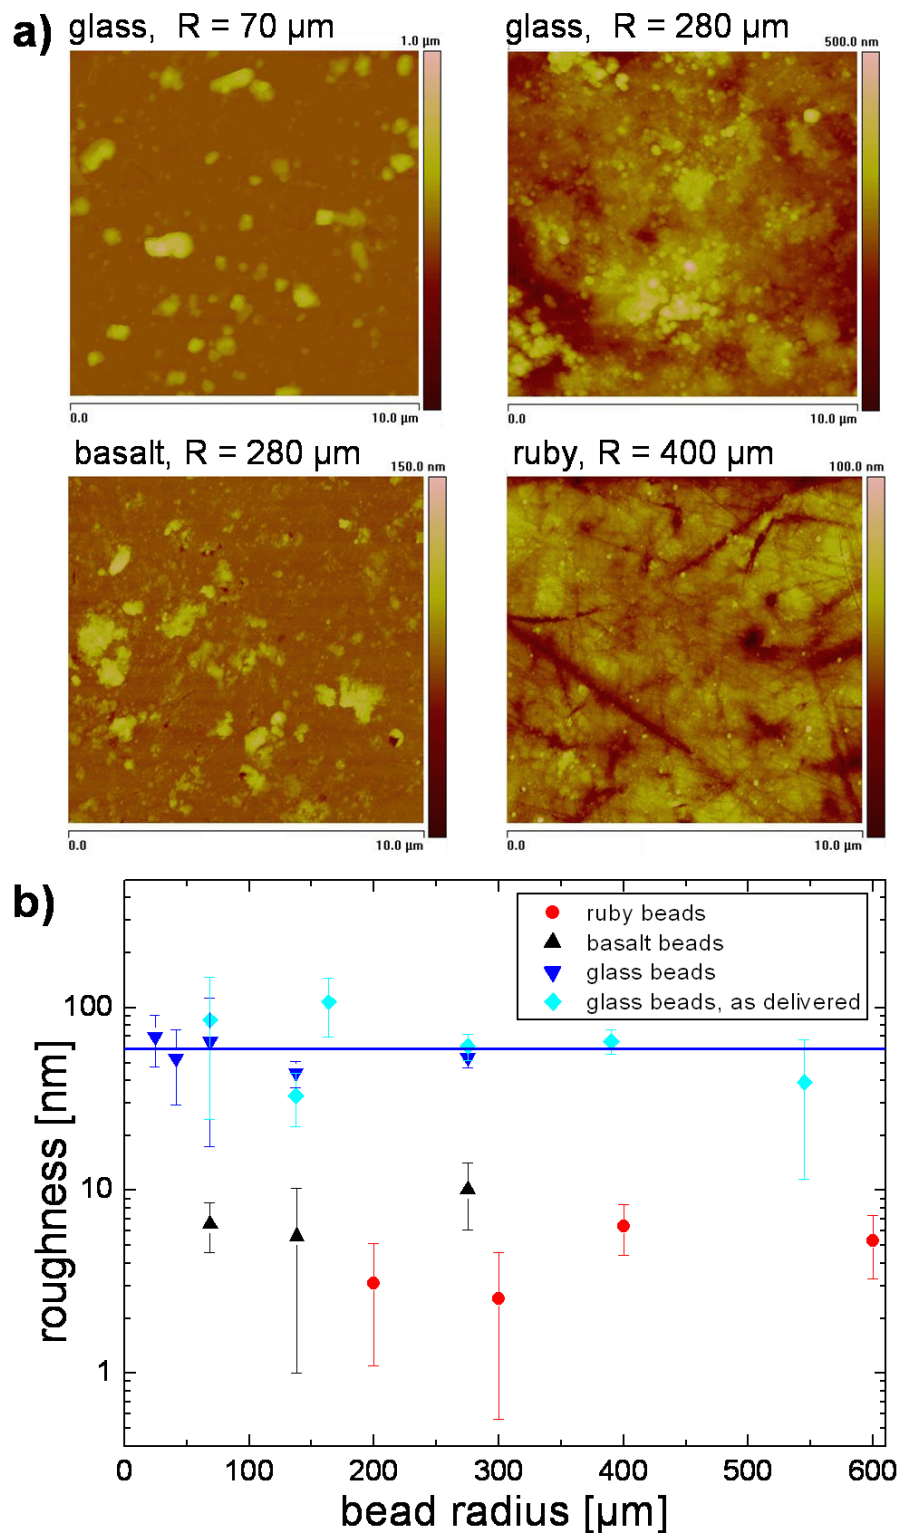 a) glass, R = 70 µm
glass, R = 280 µm
1.0 µm
500.0 nm
0.0
10.0 µm
0.0
10.0 µm
basalt, R = 280 µm
150.0 nm
ruby, R = 400 µm
100.0 nm
0.0
10.0 µm
0.0
10.0 µm
b)
ruby beads
basalt beads
glass beads
glass beads, as delivered
roughness [nm]
100
10
1
0 100 200 300 400 500 600
bead radius [µm]